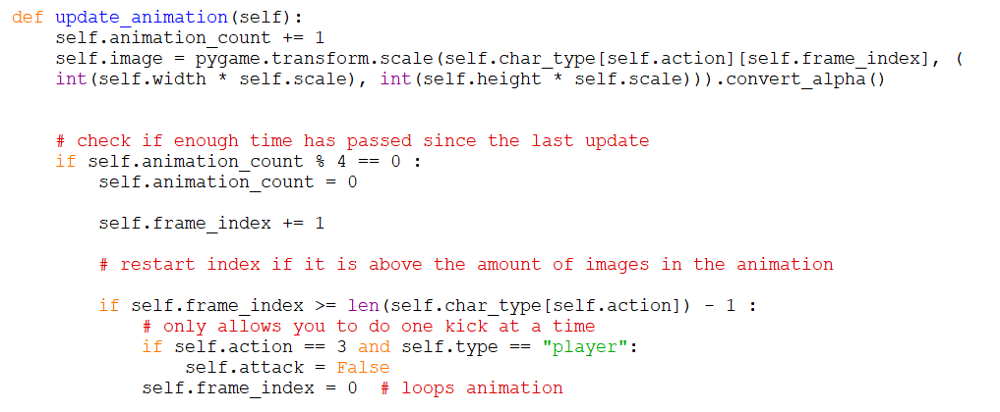 def update_animation(self):
    self.animation_count += 1
    self.image = pygame.transform.scale(self.char_type[self.action][self.frame_index], (
    int(self.width * self.scale), int(self.height * self.scale))).convert_alpha()
    # check if enough time has passed since the last update
    if self.animation_count % 4 == 0 :
        self.animation_count = 0
        self.frame_index += 1
        # restart index if it is above the amount of images in the animation
        if self.frame_index >= len(self.char_type[self.action]) - 1 :
            # only allows you to do one kick at a time
            if self.action == 3 and self.type == "player":
                self.attack = False
            self.frame_index = 0  # loops animation